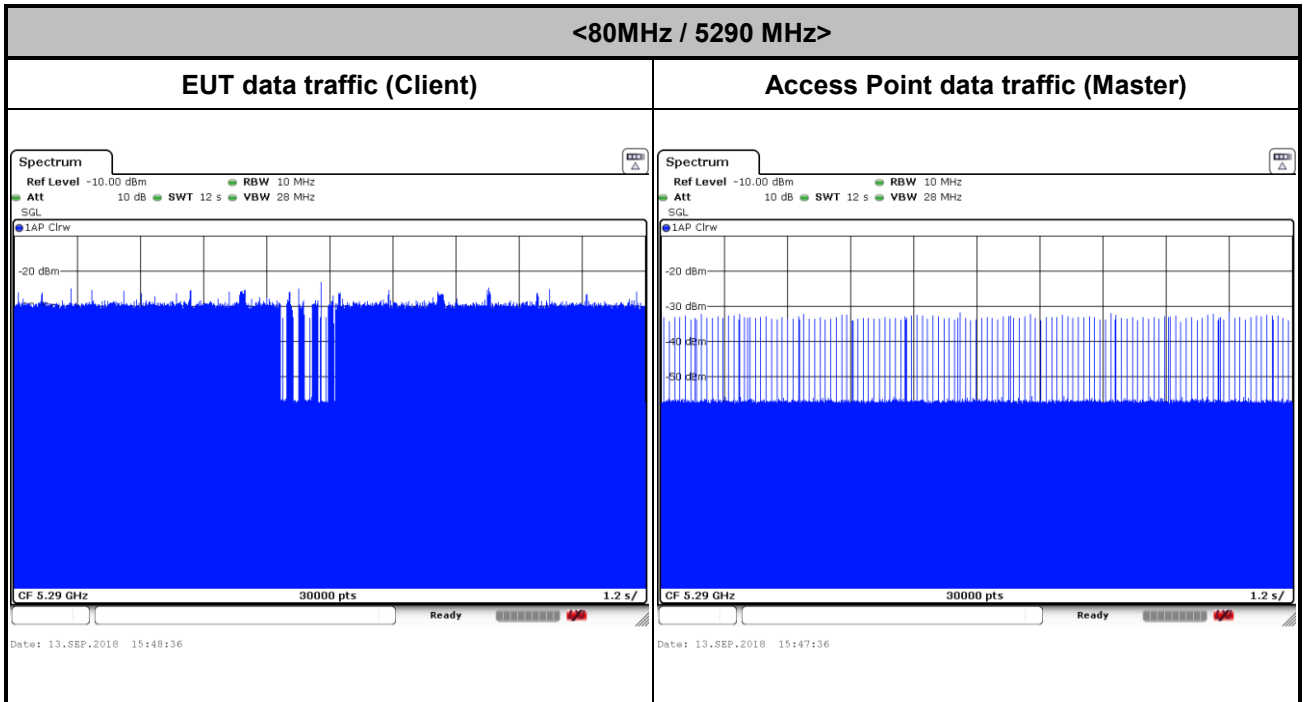 <80MHz / 5290 MHz>
EUT data traffic (Client)
Access Point data traffic (Master)
Spectrum
Ref Level -10.00 dBm RBW 10 MHz
Att 10 dB SWT 12 s VBW 28 MHz
SGL
1AP Clrw
-20 dBm
CF 5.29 GHz 30000 pts 1.2 s/
Ready
Date: 13.SEP.2018 15:48:36
Spectrum
Ref Level -10.00 dBm RBW 10 MHz
Att 10 dB SWT 12 s VBW 28 MHz
SGL
1AP Clrw
-20 dBm
-30 dBm
-40 dBm
-50 dBm
CF 5.29 GHz 30000 pts 1.2 s/
Ready
Date: 13.SEP.2018 15:47:36